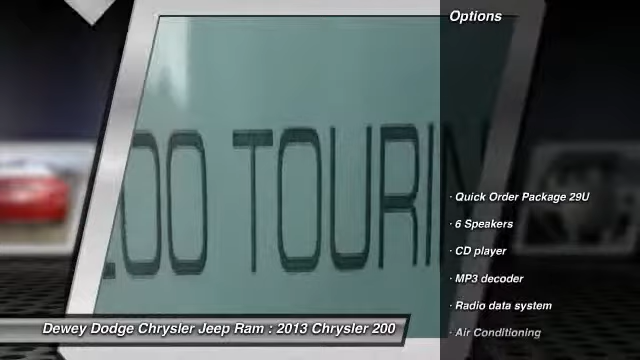 Options
200 TOURIN
· Quick Order Package 29U
· 6 Speakers
· CD player
· MP3 decoder
· Radio data system
· Air Conditioning
Dewey Dodge Chrysler Jeep Ram : 2013 Chrysler 200